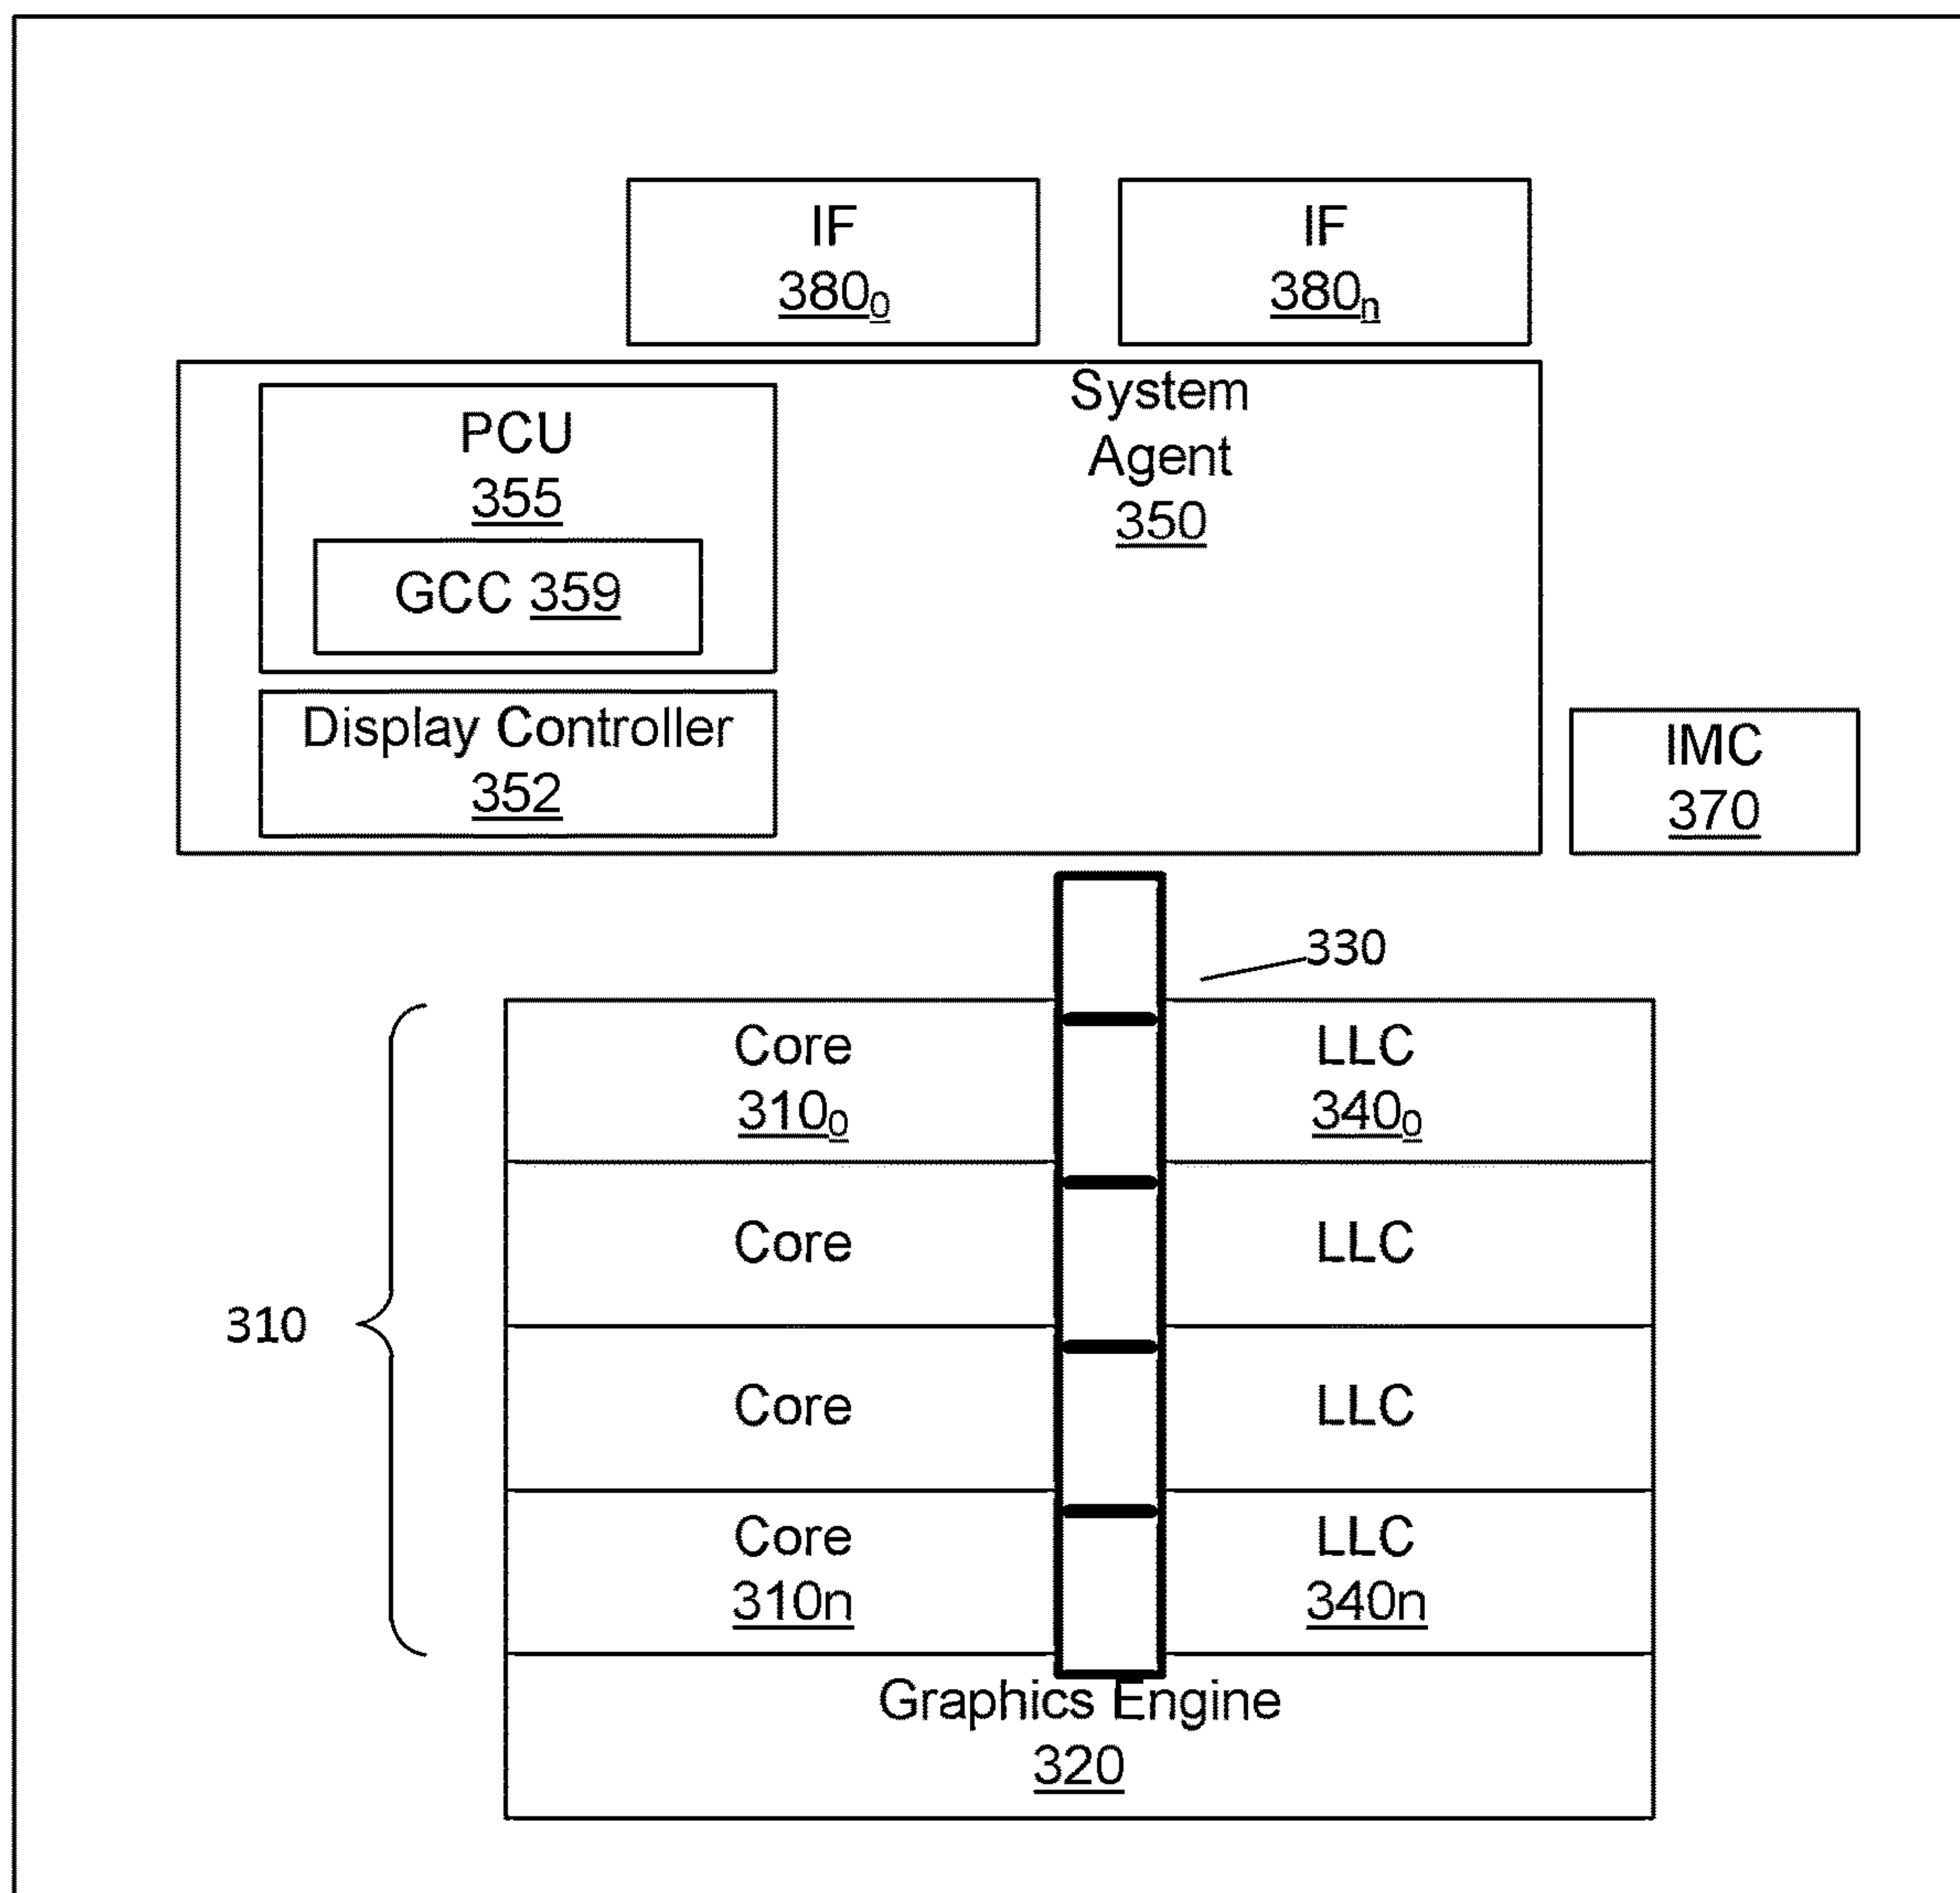 IF
380₀
IF
380ₙ
System
Agent
350
PCU
355
GCC 359
Display Controller
352
IMC
370
330
310
Core
310₀
LLC
340₀
Core
LLC
Core
LLC
Core
310n
LLC
340n
Graphics Engine
320